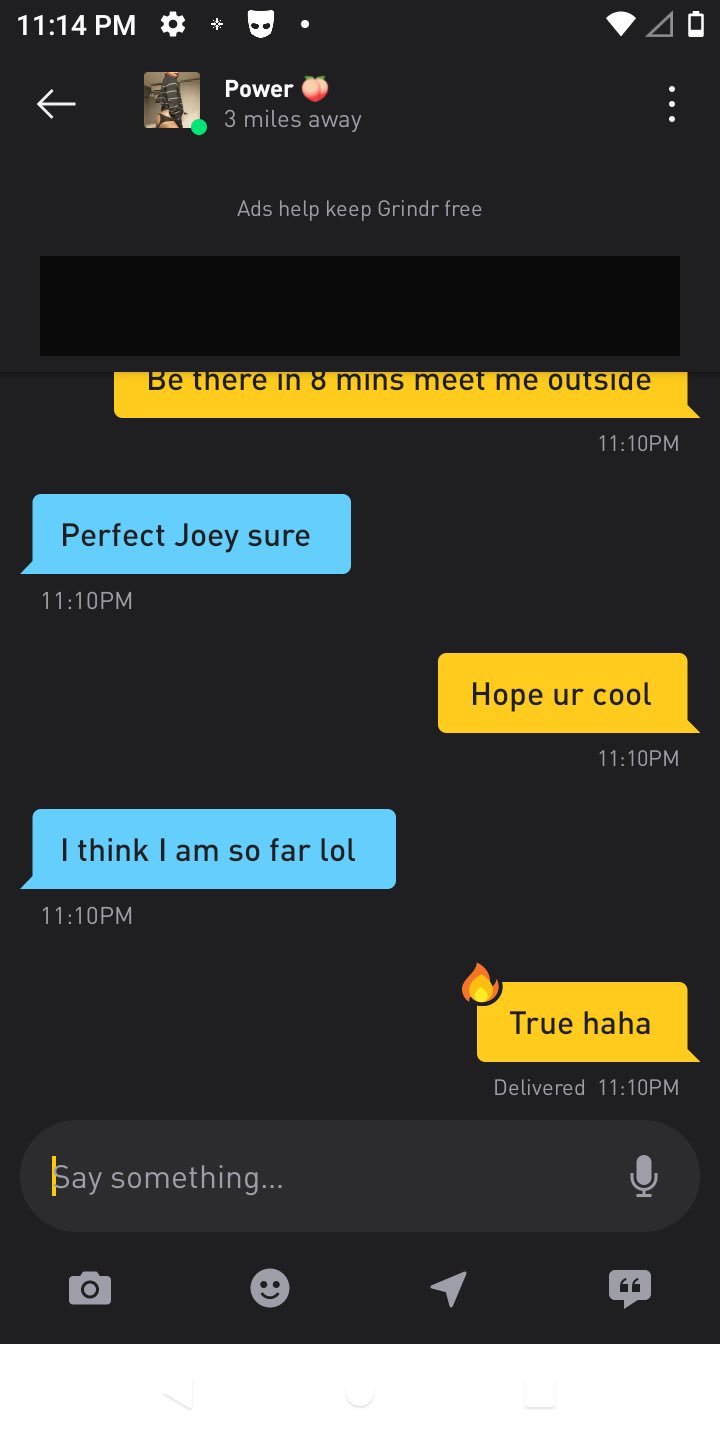 11:14 PM
Power 🍑
3 miles away
Ads help keep Grindr free
Be there in 8 mins meet me outside
11:10PM
Perfect Joey sure
11:10PM
Hope ur cool
11:10PM
I think I am so far lol
11:10PM
True haha
Delivered 11:10PM
Say something...